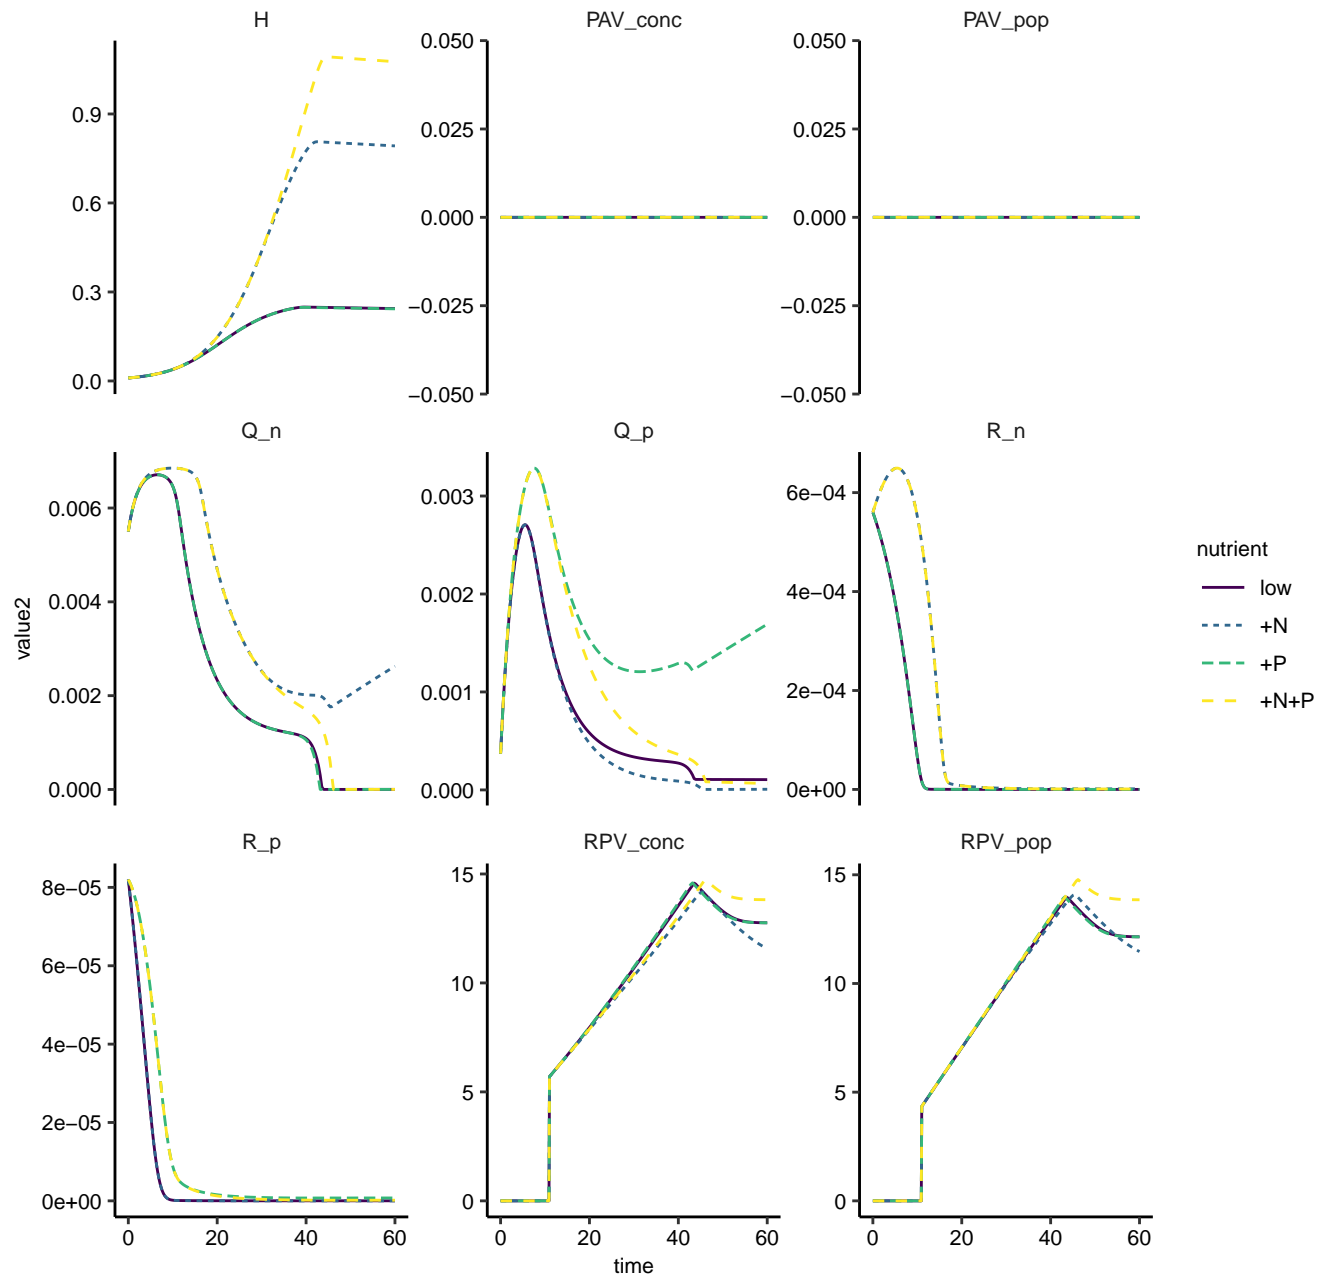 H
PAV_conc
PAV_pop
0.9
0.6
0.3
0.0
0.050
0.025
0.000
−0.025
−0.050
0.050
0.025
0.000
−0.025
−0.050
Q_n
Q_p
R_n
0.006
0.004
0.002
0.000
0.003
0.002
0.001
0.000
6e−04
4e−04
2e−04
0e+00
value2
nutrient
low
+N
+P
+N+P
R_p
RPV_conc
RPV_pop
8e−05
6e−05
4e−05
2e−05
0e+00
15
10
5
0
15
10
5
0
0 20 40 60
0 20 40 60
0 20 40 60
time